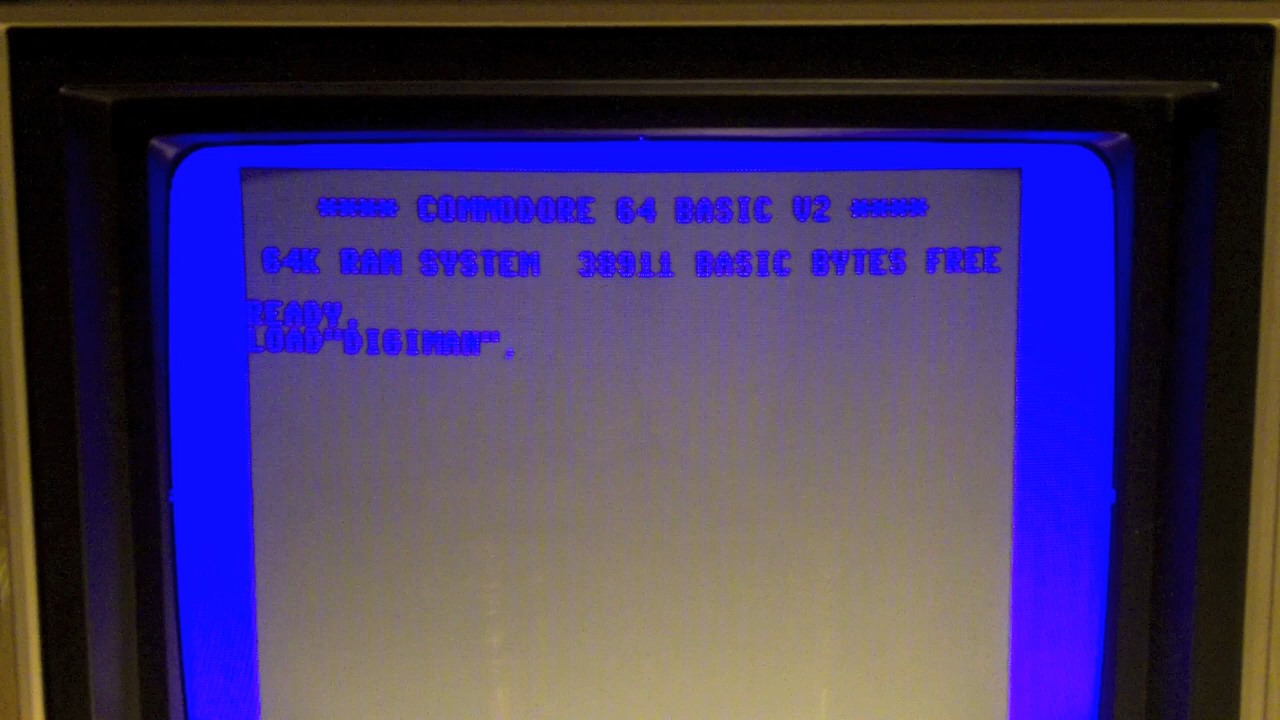 **** COMMODORE 64 BASIC V2 ****
64K RAM SYSTEM 38911 BASIC BYTES FREE
READY.
LOAD"DIGIMAN",